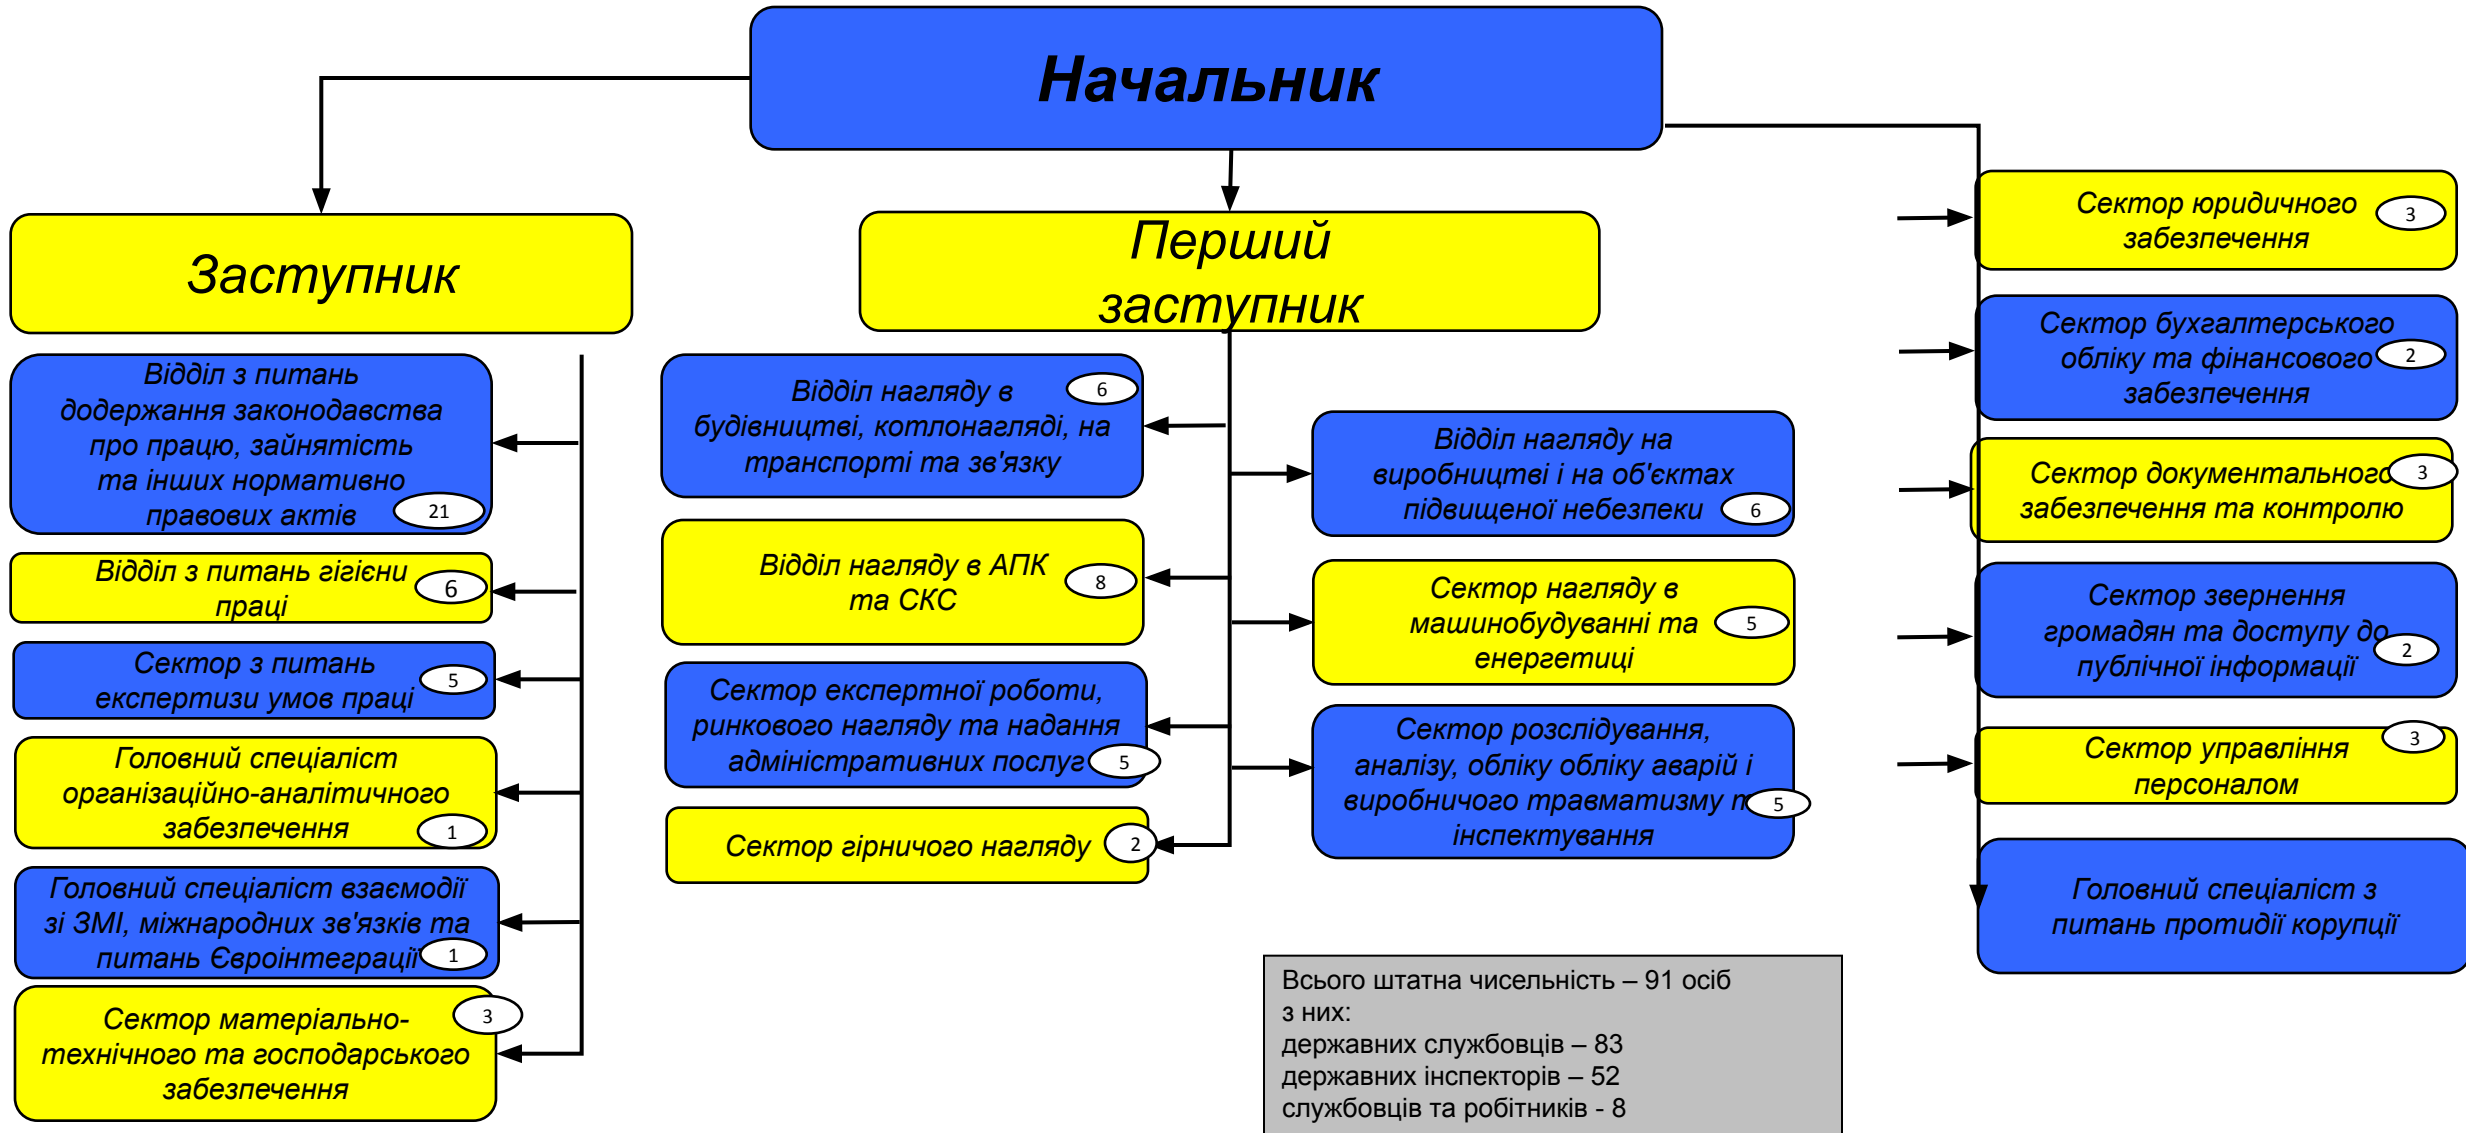 Начальник
Заступник
Перший
заступник
Відділ з питань
додержання законодавства
про працю, зайнятість
та інших нормативно
правових актів
21
Відділ з питань гігієни
праці
6
Сектор з питань
експертизи умов праці
5
Головний спеціаліст
організаційно-аналітичного
забезпечення
1
Головний спеціаліст взаємодії
зі ЗМІ, міжнародних зв'язків та
питань Євроінтеграції
1
Сектор матеріально-
технічного та господарського
забезпечення
3
Відділ нагляду в
будівництві, котлонагляді, на
транспорті та зв'язку
6
Відділ нагляду в АПК
та СКС
8
Сектор експертної роботи,
ринкового нагляду та надання
адміністративних послуг
5
Сектор гірничого нагляду
2
Відділ нагляду на
виробництві і на об'єктах
підвищеної небезпеки
6
Сектор нагляду в
машинобудуванні та
енергетиці
5
Сектор розслідування,
аналізу, обліку обліку аварій і
виробничого травматизму т
інспектування
5
Сектор юридичного
забезпечення
3
Сектор бухгалтерського
обліку та фінансового
забезпечення
2
Сектор документального
забезпечення та контролю
3
Сектор звернення
громадян та доступу до
публічної інформації
2
Сектор управління
персоналом
3
Головний спеціаліст з
питань протидії корупції
Всього штатна чисельність – 91 осіб
з них:
державних службовців – 83
державних інспекторів – 52
службовців та робітників - 8